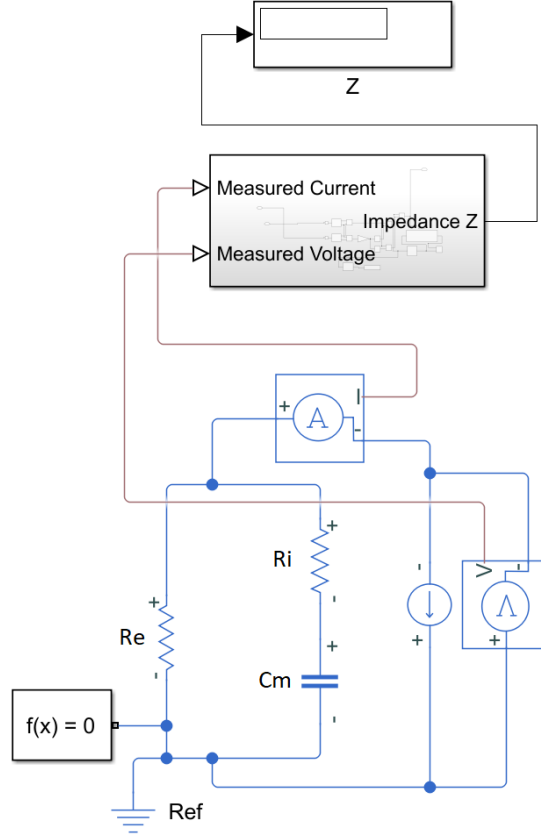 Z
Measured Current
Impedance Z
Measured Voltage
+
A
I
-
+
Ri
-
V
-
-
+
Re
-
+
V
+
+
Cm
-
f(x) = 0
Ref